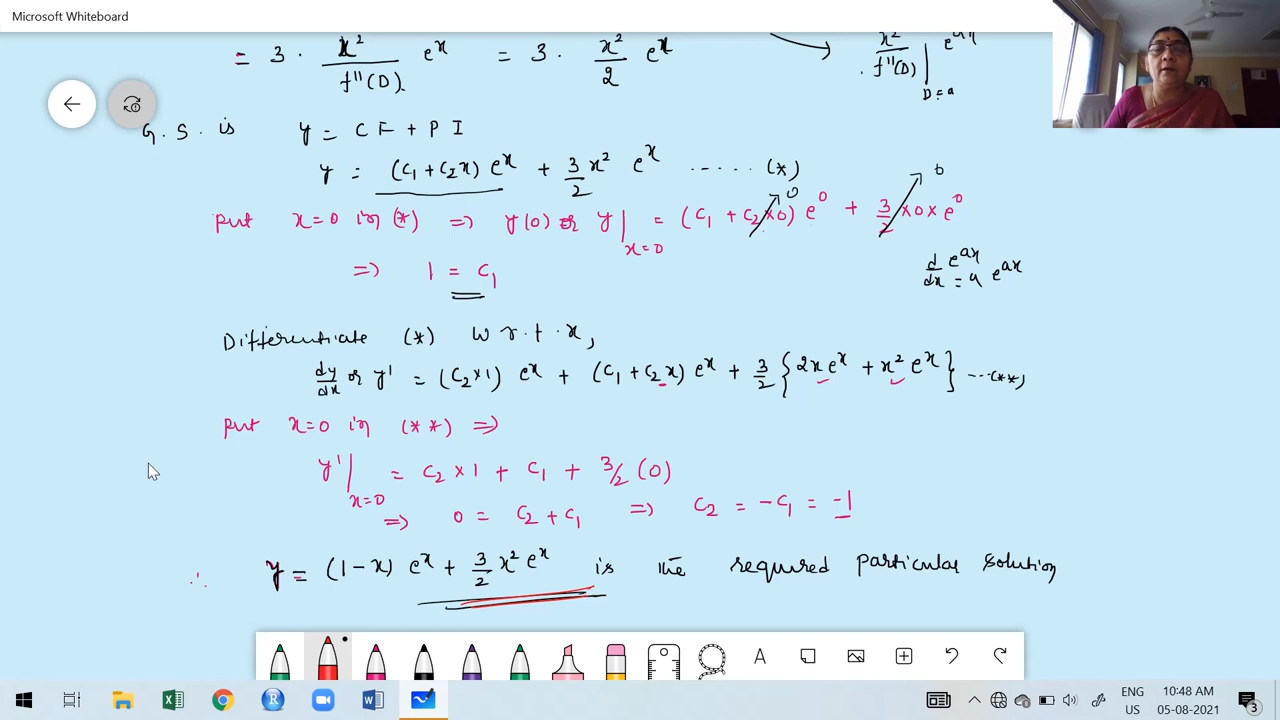 Microsoft Whiteboard
= 3 . x² / f''(D) e^x = 3 . x² / 2 e^x
x² / f''(D) | D=a e^ax
G. S. is y = C F + P I
y = (c₁ + c₂x) e^x + 3/2 x² e^x ...... (*)
Put x=0 in (*) => y(0) or y | x=0 = (c₁ + c₂×0) e^0 + 3/2 ×0× e^0
0 0
=> 1 = c₁
d/dx e^ax = a e^ax
Differentiate (*) w r.t.x,
dy/dx or y' = (c₂×1) e^x + (c₁ + c₂x) e^x + 3/2 { 2x e^x + x² e^x } ...(**)
Put x=0 in (**) =>
y' | x=0 = c₂ × 1 + c₁ + 3/2 (0)
=> 0 = c₂ + c₁ => c₂ = -c₁ = -1
∴ y = (1-x) e^x + 3/2 x² e^x is the required particular solution
A
ENG
US
10:48 AM
05-08-2021
3